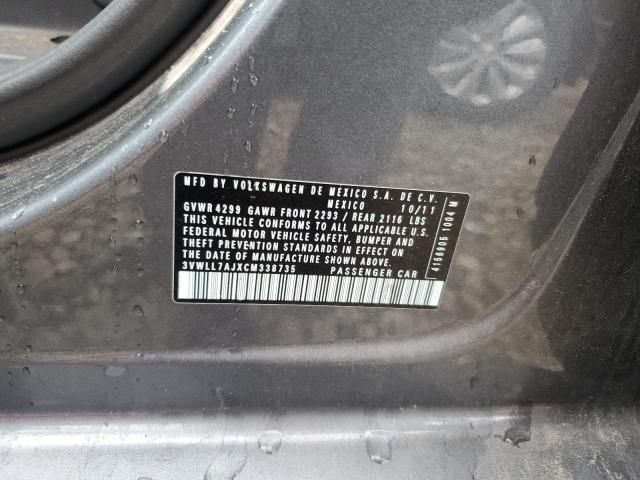 MFD BY VOLKSWAGEN DE MEXICO S.A. DE C.V.
MEXICO 10/11
GVWR 4299 GAWR FRONT 2293 / REAR 2116 LBS
THIS VEHICLE CONFORMS TO ALL APPLICABLE U.S.
FEDERAL MOTOR VEHICLE SAFETY, BUMPER AND
THEFT PREVENTION STANDARDS IN EFFECT ON
THE DATE OF MANUFACTURE SHOWN ABOVE.
3VWLL7AJXCM338735 PASSENGER CAR
4156905 1004 M